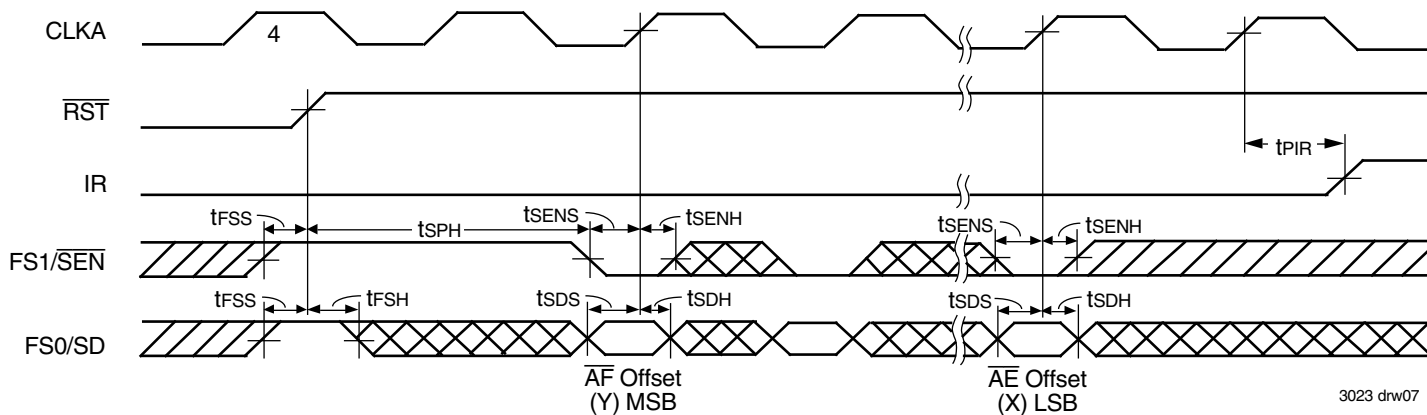 CLKA
4
RST
tPIR
IR
tFSS
tSPH
tSENS
tSENH
tSENS
tSENH
FS1/SEN
tFSS
tFSH
tSDS
tSDH
tSDS
tSDH
FS0/SD
AF Offset
(Y) MSB
AE Offset
(X) LSB
3023 drw07